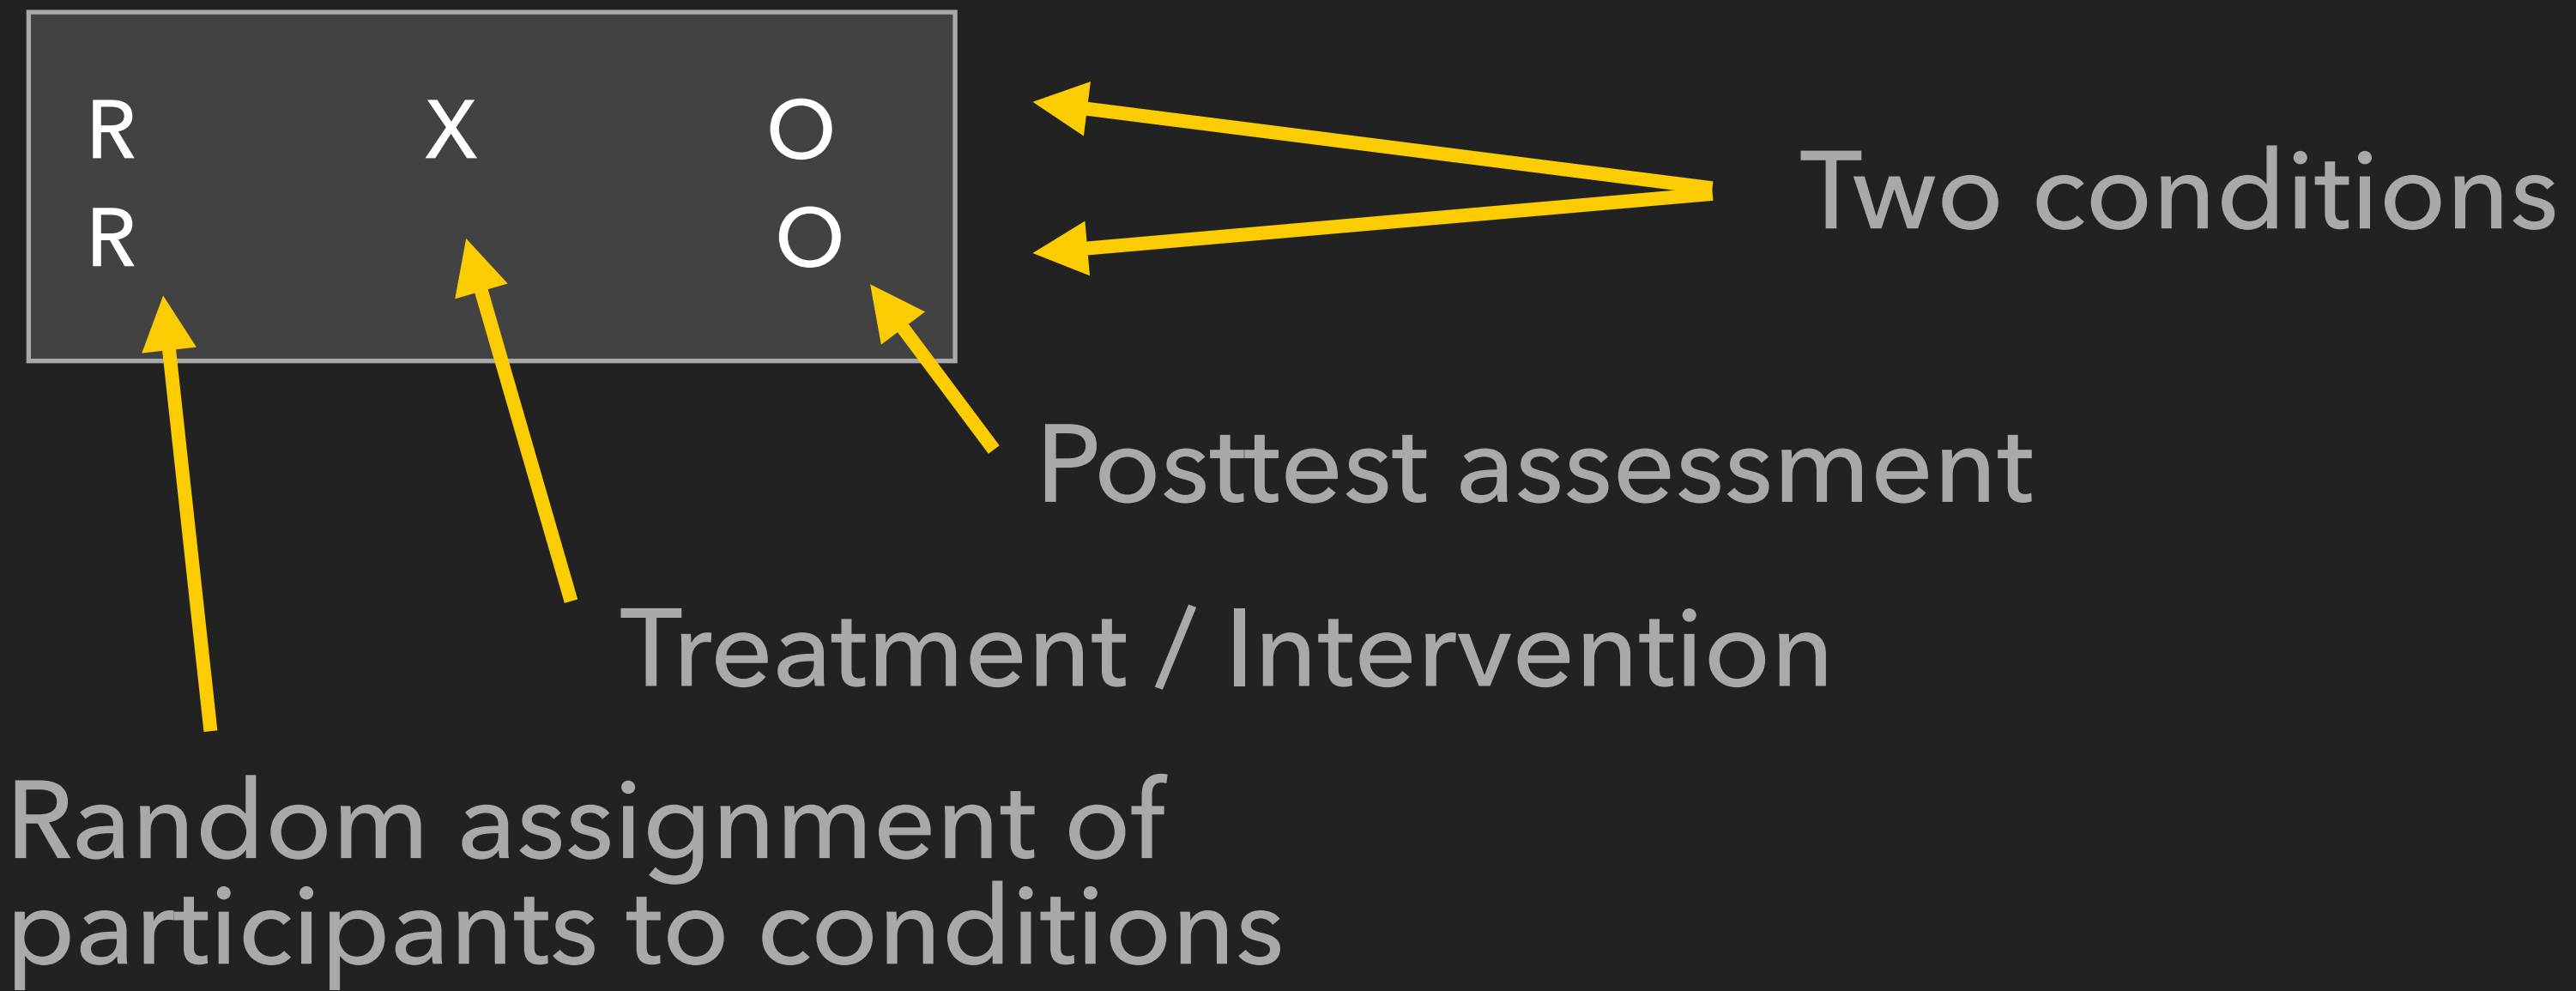 R X O
R O
Two conditions
Posttest assessment
Treatment / Intervention
Random assignment of
participants to conditions